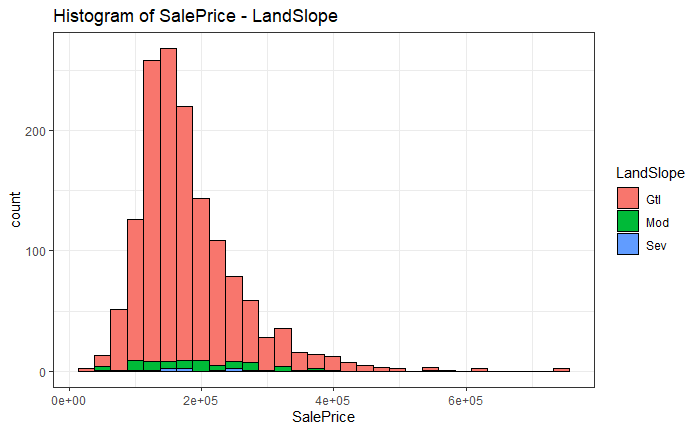 Histogram of SalePrice - LandSlope
200
100
0
count
0e+00 2e+05 4e+05 6e+05
SalePrice
LandSlope
Gtl
Mod
Sev